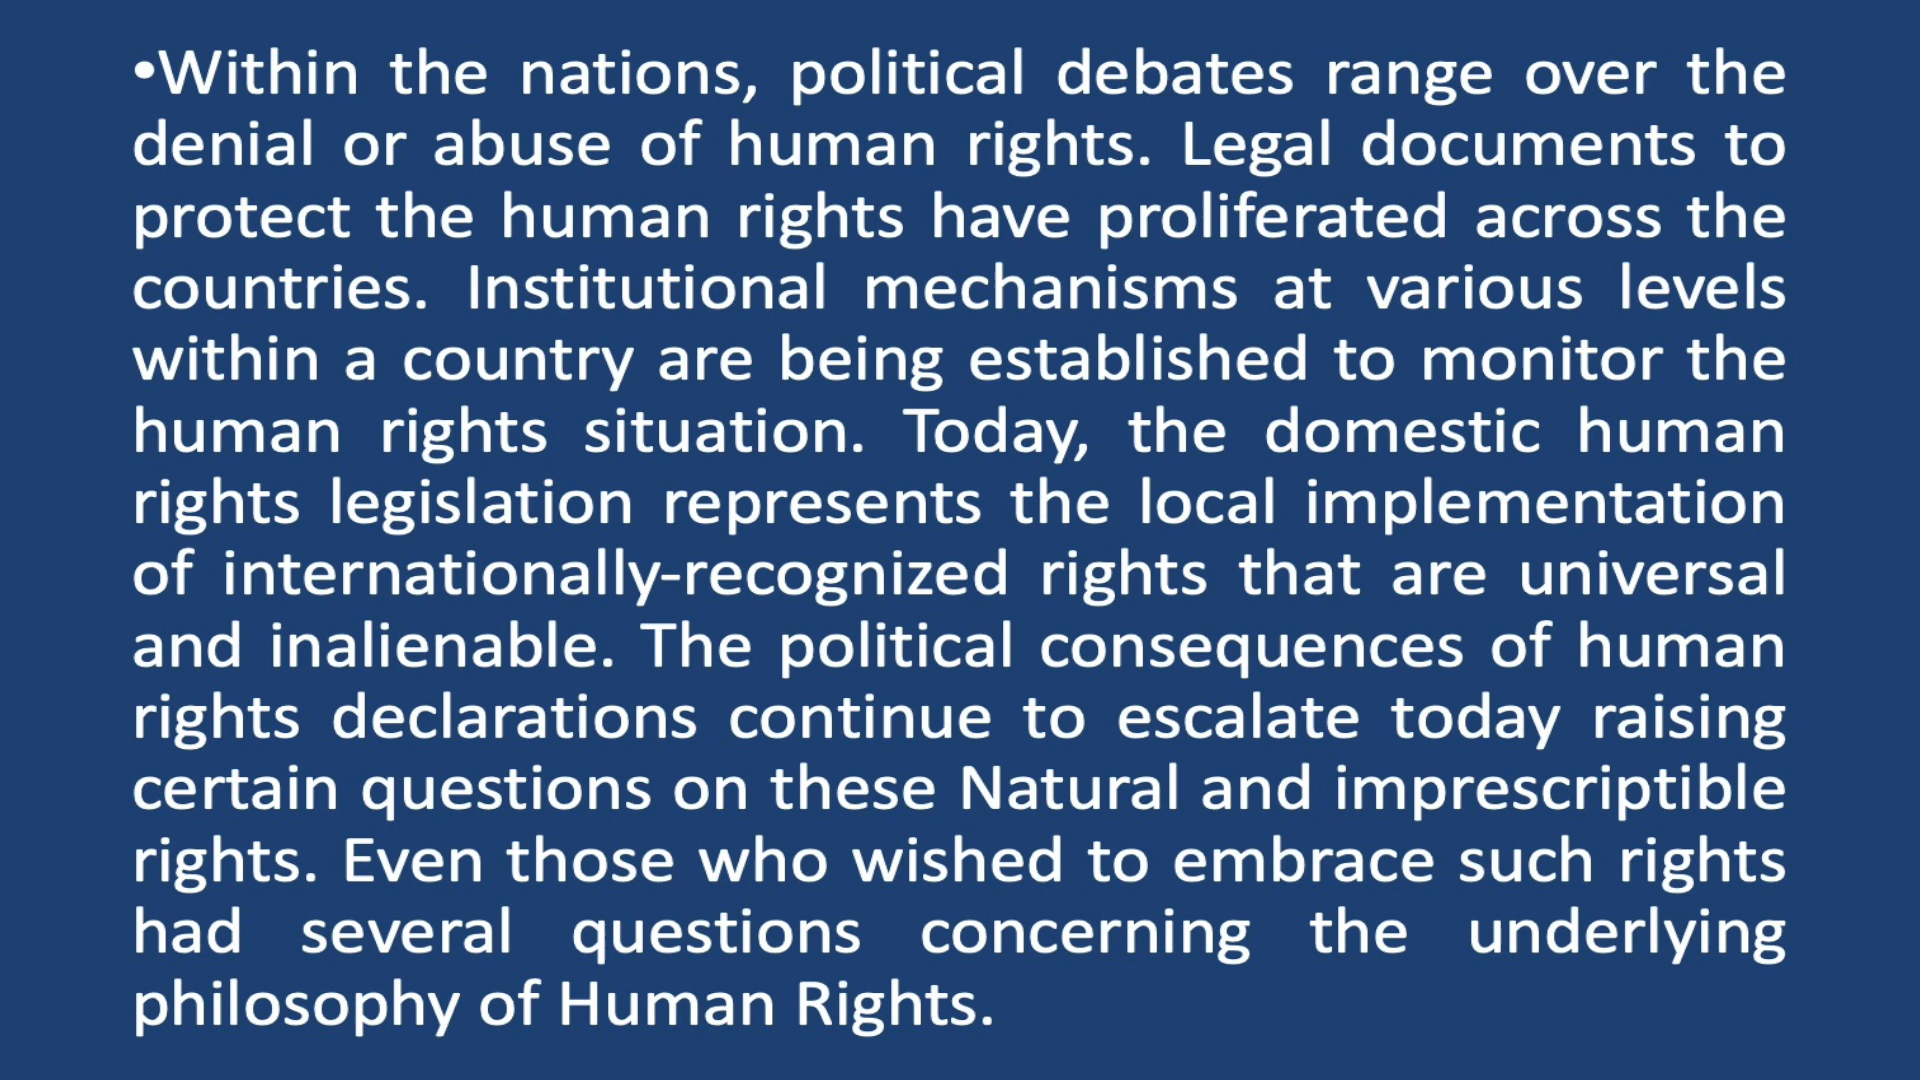 •Within the nations, political debates range over the
denial or abuse of human rights. Legal documents to
protect the human rights have proliferated across the
countries. Institutional mechanisms at various levels
within a country are being established to monitor the
human rights situation. Today, the domestic human
rights legislation represents the local implementation
of internationally-recognized rights that are universal
and inalienable. The political consequences of human
rights declarations continue to escalate today raising
certain questions on these Natural and imprescriptible
rights. Even those who wished to embrace such rights
had several questions concerning the underlying
philosophy of Human Rights.